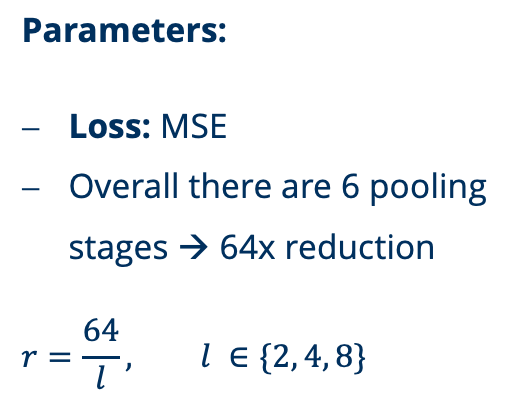 Parameters:
– Loss: MSE
– Overall there are 6 pooling
stages → 64x reduction
r = 64/l, l ∈ {2, 4, 8}